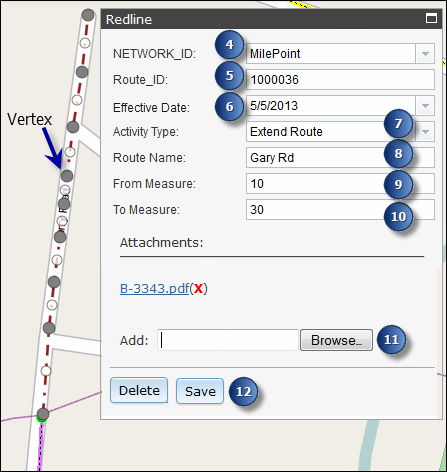 Redline
NETWORK_ID: 4 MilePoint
Route_ID: 5 1000036
Effective Date: 6 5/5/2013
Activity Type: Extend Route 7
Route Name: Gary Rd 8
From Measure: 10 9
To Measure: 30 10
Vertex
Attachments:
B-3343.pdf(X)
Add: Browse... 11
Delete Save 12